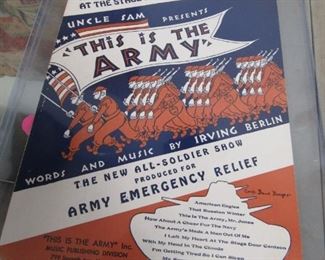 AT THE STAGE
UNCLE SAM PRESENTS
"THIS IS THE
ARMY"
WORDS AND MUSIC BY IRVING BERLIN
THE NEW ALL-SOLDIER SHOW
PRODUCED FOR
ARMY EMERGENCY RELIEF
American Eagles
That Russian Winter
This Is The Army, Mr. Jones
How About A Cheer For The Navy
The Army's Made A Man Out Of Me
I Left My Heart At The Stage Door Canteen
With My Head In The Clouds
I'm Getting Tired So I Can Sleep
"THIS IS THE ARMY" Inc.
MUSIC PUBLISHING DIVISION